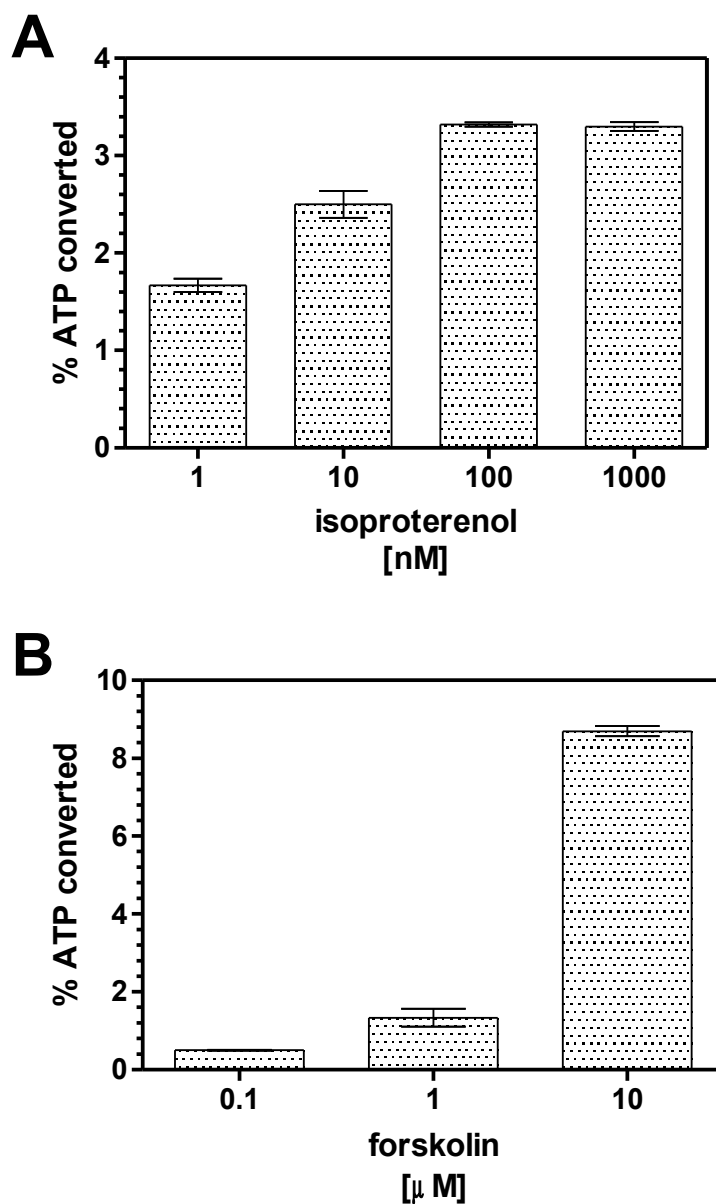 A
% ATP converted
4
3
2
1
0
1 10 100 1000
isoproterenol
[nM]
B
% ATP converted
10
8
6
4
2
0
0.1 1 10
forskolin
[μ M]